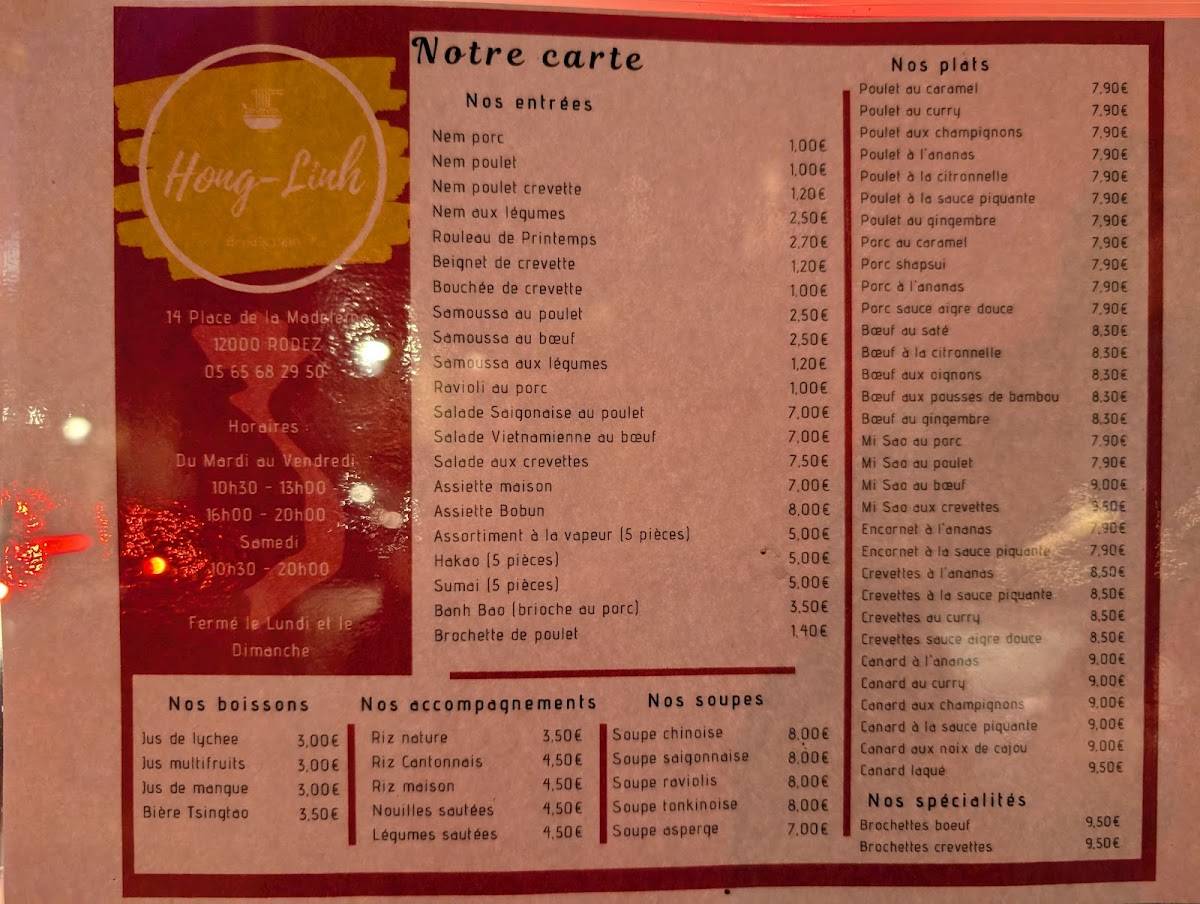 Hong-Linh
14 Place de la Madeleine
12000 RODEZ
05 65 68 29 50
Horaires :
Du Mardi au Vendredi
10h30 - 13h00
16h00 - 20h00
Samedi
10h30 - 20h00
Fermé le Lundi et le
Dimanche
Notre carte
Nos entrées
Nem porc 1,00€
Nem poulet 1,00€
Nem poulet crevette 1,20€
Nem aux légumes 2,50€
Rouleau de Printemps 2,70€
Beignet de crevette 1,20€
Bouchée de crevette 1,00€
Samoussa au poulet 2,50€
Samoussa au bœuf 2,50€
Samoussa aux légumes 1,20€
Ravioli au porc 1,00€
Salade Saigonaise au poulet 7,00€
Salade Vietnamienne au bœuf 7,00€
Salade aux crevettes 7,50€
Assiette maison 7,00€
Assiette Bobun 8,00€
Assortiment à la vapeur (5 pièces) 5,00€
Hakao (5 pièces) 5,00€
Sumai (5 pièces) 5,00€
Banh Bao (brioche au porc) 3,50€
Brochette de poulet 1,40€
Nos plats
Poulet au caramel 7,90€
Poulet au curry 7,90€
Poulet aux champignons 7,90€
Poulet à l'ananas 7,90€
Poulet à la citronnelle 7,90€
Poulet à la sauce piquante 7,90€
Poulet au gingembre 7,90€
Porc au caramel 7,90€
Porc shapsui 7,90€
Porc à l'ananas 7,90€
Porc sauce aigre douce 7,90€
Bœuf au saté 8,30€
Bœuf à la citronnelle 8,30€
Bœuf aux oignons 8,30€
Bœuf aux pousses de bambou 8,30€
Bœuf au gingembre 8,30€
Mi Sao au porc 7,90€
Mi Sao au poulet 7,90€
Mi Sao au bœuf 9,00€
Mi Sao aux crevettes 9,50€
Encornet à l'ananas 7,90€
Encornet à la sauce piquante 7,90€
Crevettes à l'ananas 8,50€
Crevettes à la sauce piquante 8,50€
Crevettes au curry 8,50€
Crevettes sauce aigre douce 8,50€
Canard à l'ananas 9,00€
Canard au curry 9,00€
Canard aux champignons 9,00€
Canard à la sauce piquante 9,00€
Canard aux noix de cajou 9,00€
Canard laqué 9,50€
Nos spécialités
Brochettes boeuf 9,50€
Brochettes crevettes 9,50€
Nos boissons
Jus de lychee 3,00€
Jus multifruits 3,00€
Jus de mangue 3,00€
Bière Tsingtao 3,50€
Nos accompagnements
Riz nature 3,50€
Riz Cantonnais 4,50€
Riz maison 4,50€
Nouilles sautées 4,50€
Légumes sautées 4,50€
Nos soupes
Soupe chinoise 8,00€
Soupe saigonnaise 8,00€
Soupe raviolis 8,00€
Soupe tonkinoise 8,00€
Soupe asperge 7,00€